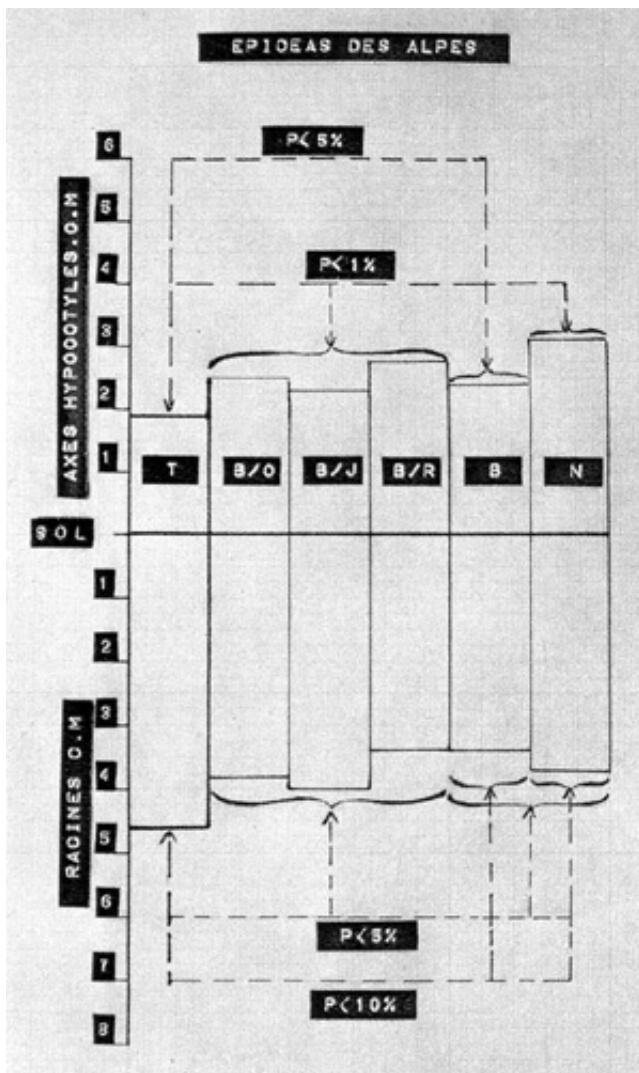 EPICEAS DES ALPES
P<5%
6
5
P<1%
4
3
2
1
AXES HYPOCOTYLES.C.M
T
B/O
B/J
B/R
B
N
SOL
1
2
3
4
5
6
7
8
RACINES C.M
P<5%
P<10%